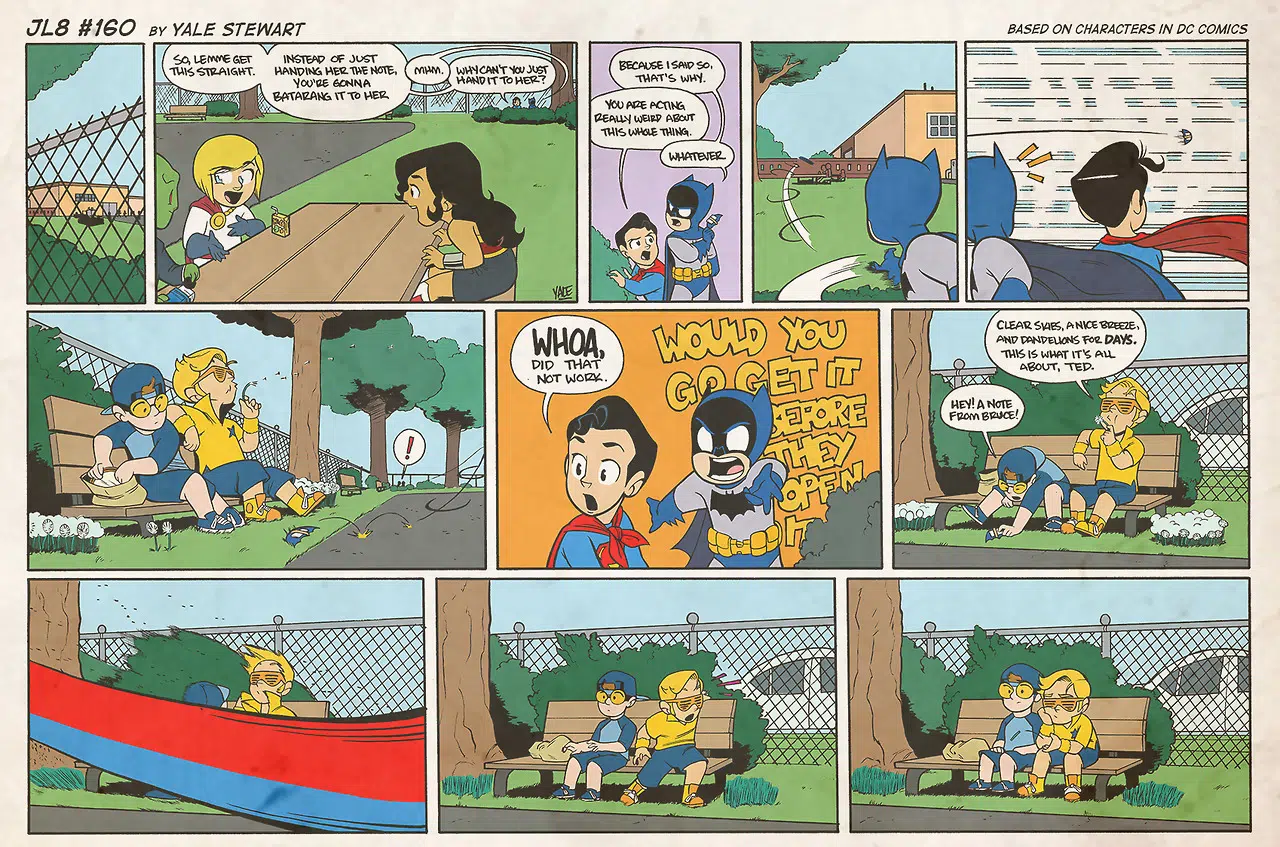 JL8 #160 BY YALE STEWART
BASED ON CHARACTERS IN DC COMICS
SO, LEMME GET
THIS STRAIGHT.
INSTEAD OF JUST
HANDING HER THE NOTE,
YOU'RE GONNA
BATARANG IT TO HER
MHM.
WHY CAN'T YOU JUST
HAND IT TO HER?
YALE
BECAUSE I SAID SO,
THAT'S WHY.
YOU ARE ACTING
REALLY WEIRD ABOUT
THIS WHOLE THING.
WHATEVER
!
WHOA,
DID THAT
NOT WORK.
WOULD YOU
GO GET IT
BEFORE
THEY
OPEN
IT
CLEAR SKIES, A NICE BREEZE,
AND DANDELIONS FOR DAYS.
THIS IS WHAT IT'S ALL
ABOUT, TED.
HEY! A NOTE
FROM BRUCE!